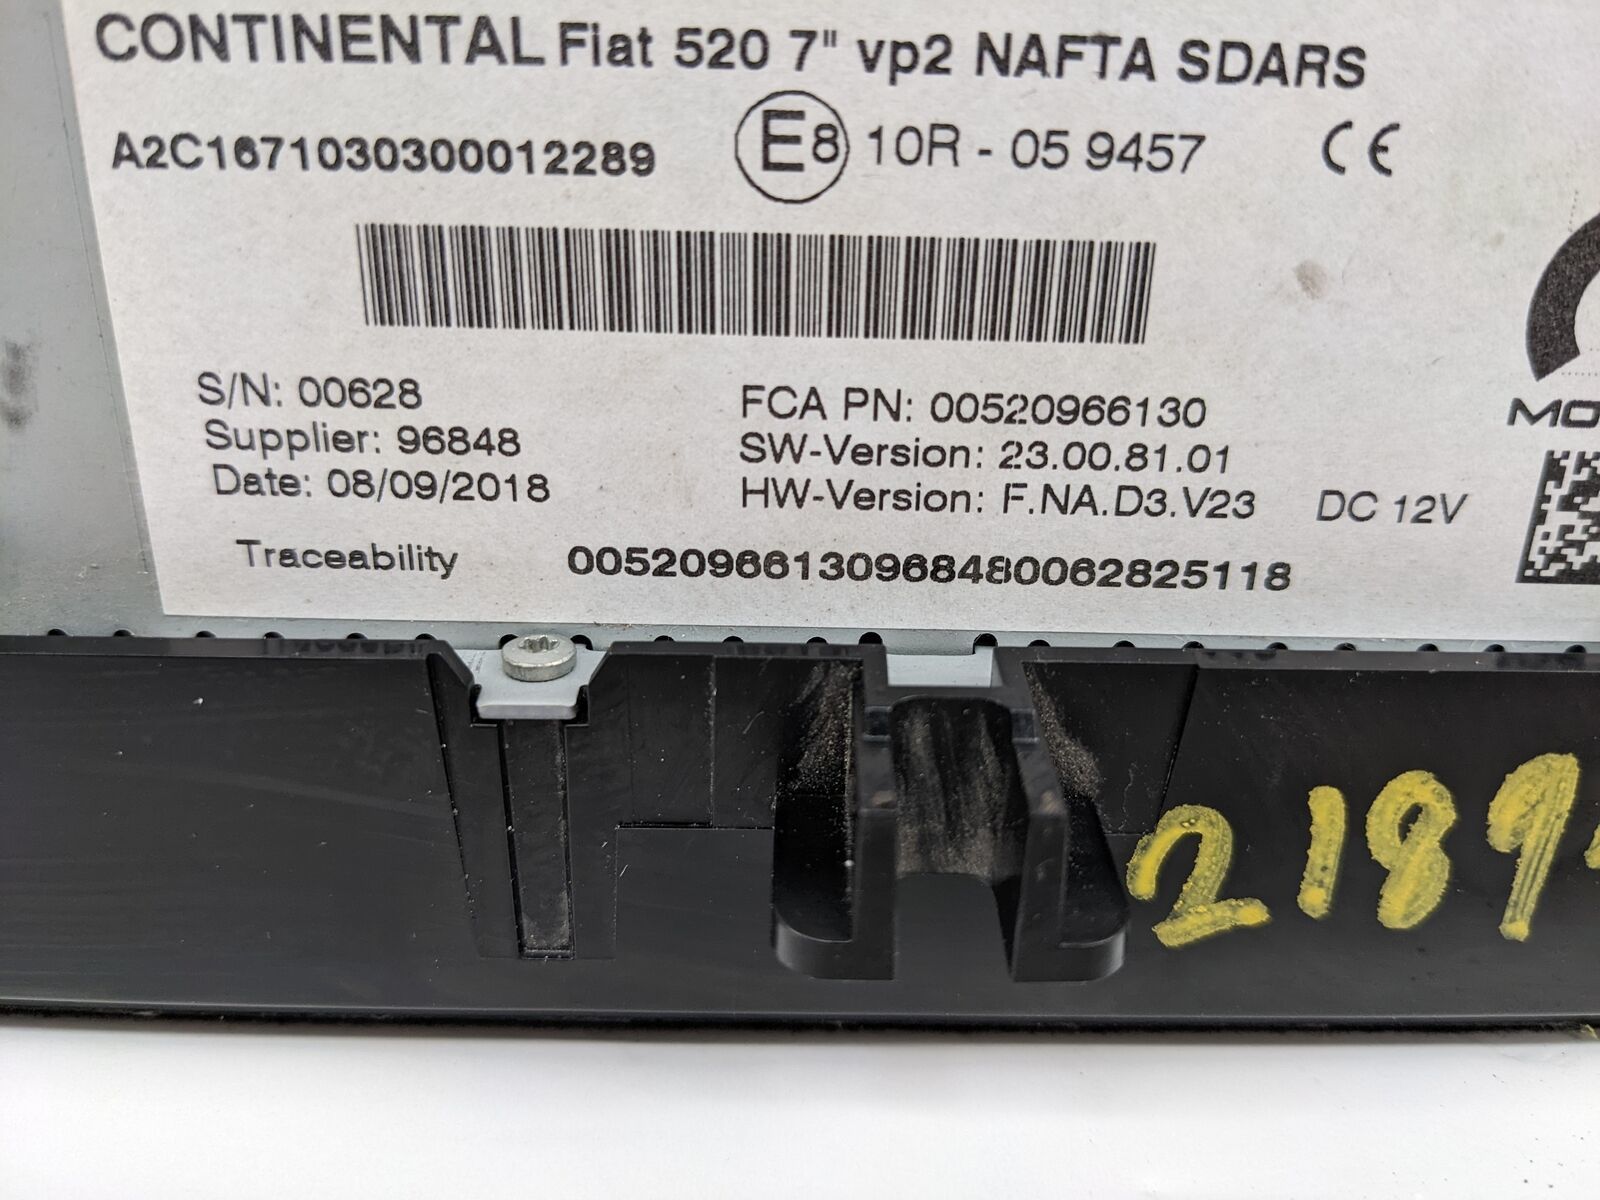 CONTINENTAL Fiat 520 7" vp2 NAFTA SDARS
A2C1671030300012289 E8 10R - 05 9457 CE
S/N: 00628
Supplier: 96848
Date: 08/09/2018
FCA PN: 00520966130
SW-Version: 23.00.81.01
HW-Version: F.NA.D3.V23 DC 12V
MO
Traceability 00520966130968480062825118
2189